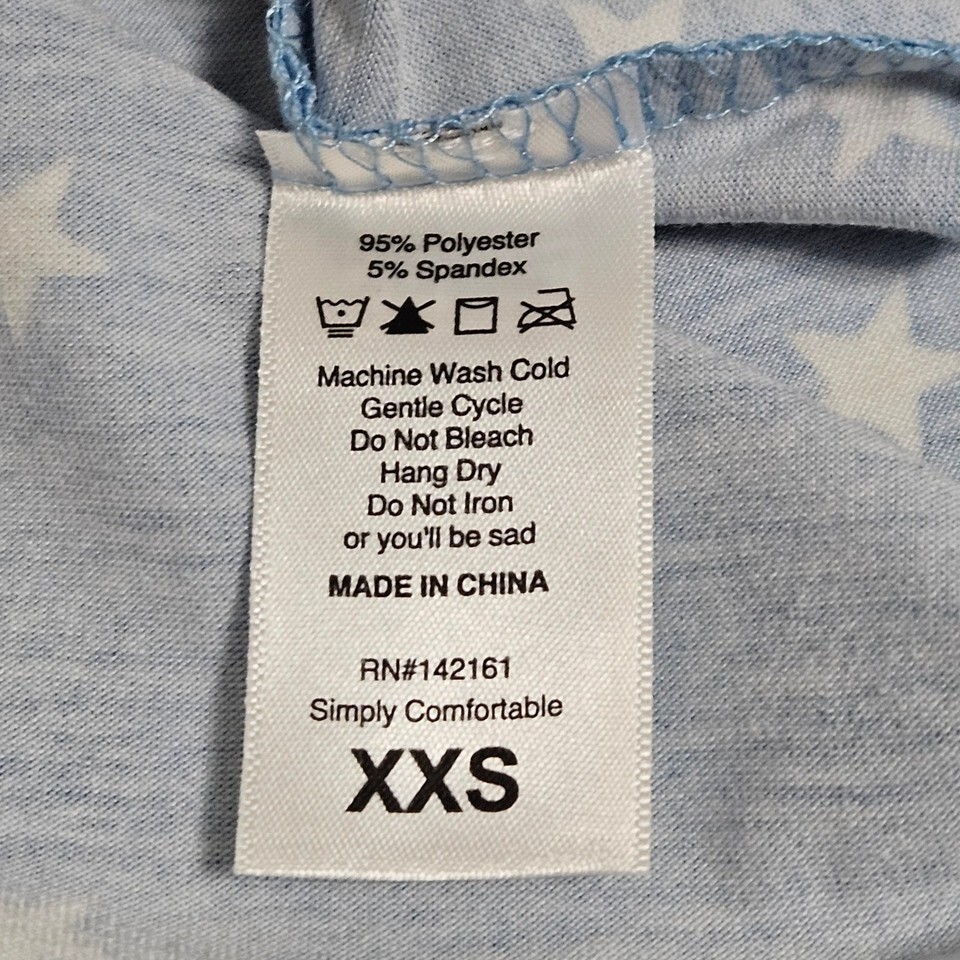 95% Polyester
5% Spandex
Machine Wash Cold
Gentle Cycle
Do Not Bleach
Hang Dry
Do Not Iron
or you'll be sad
MADE IN CHINA
RN#142161
Simply Comfortable
XXS